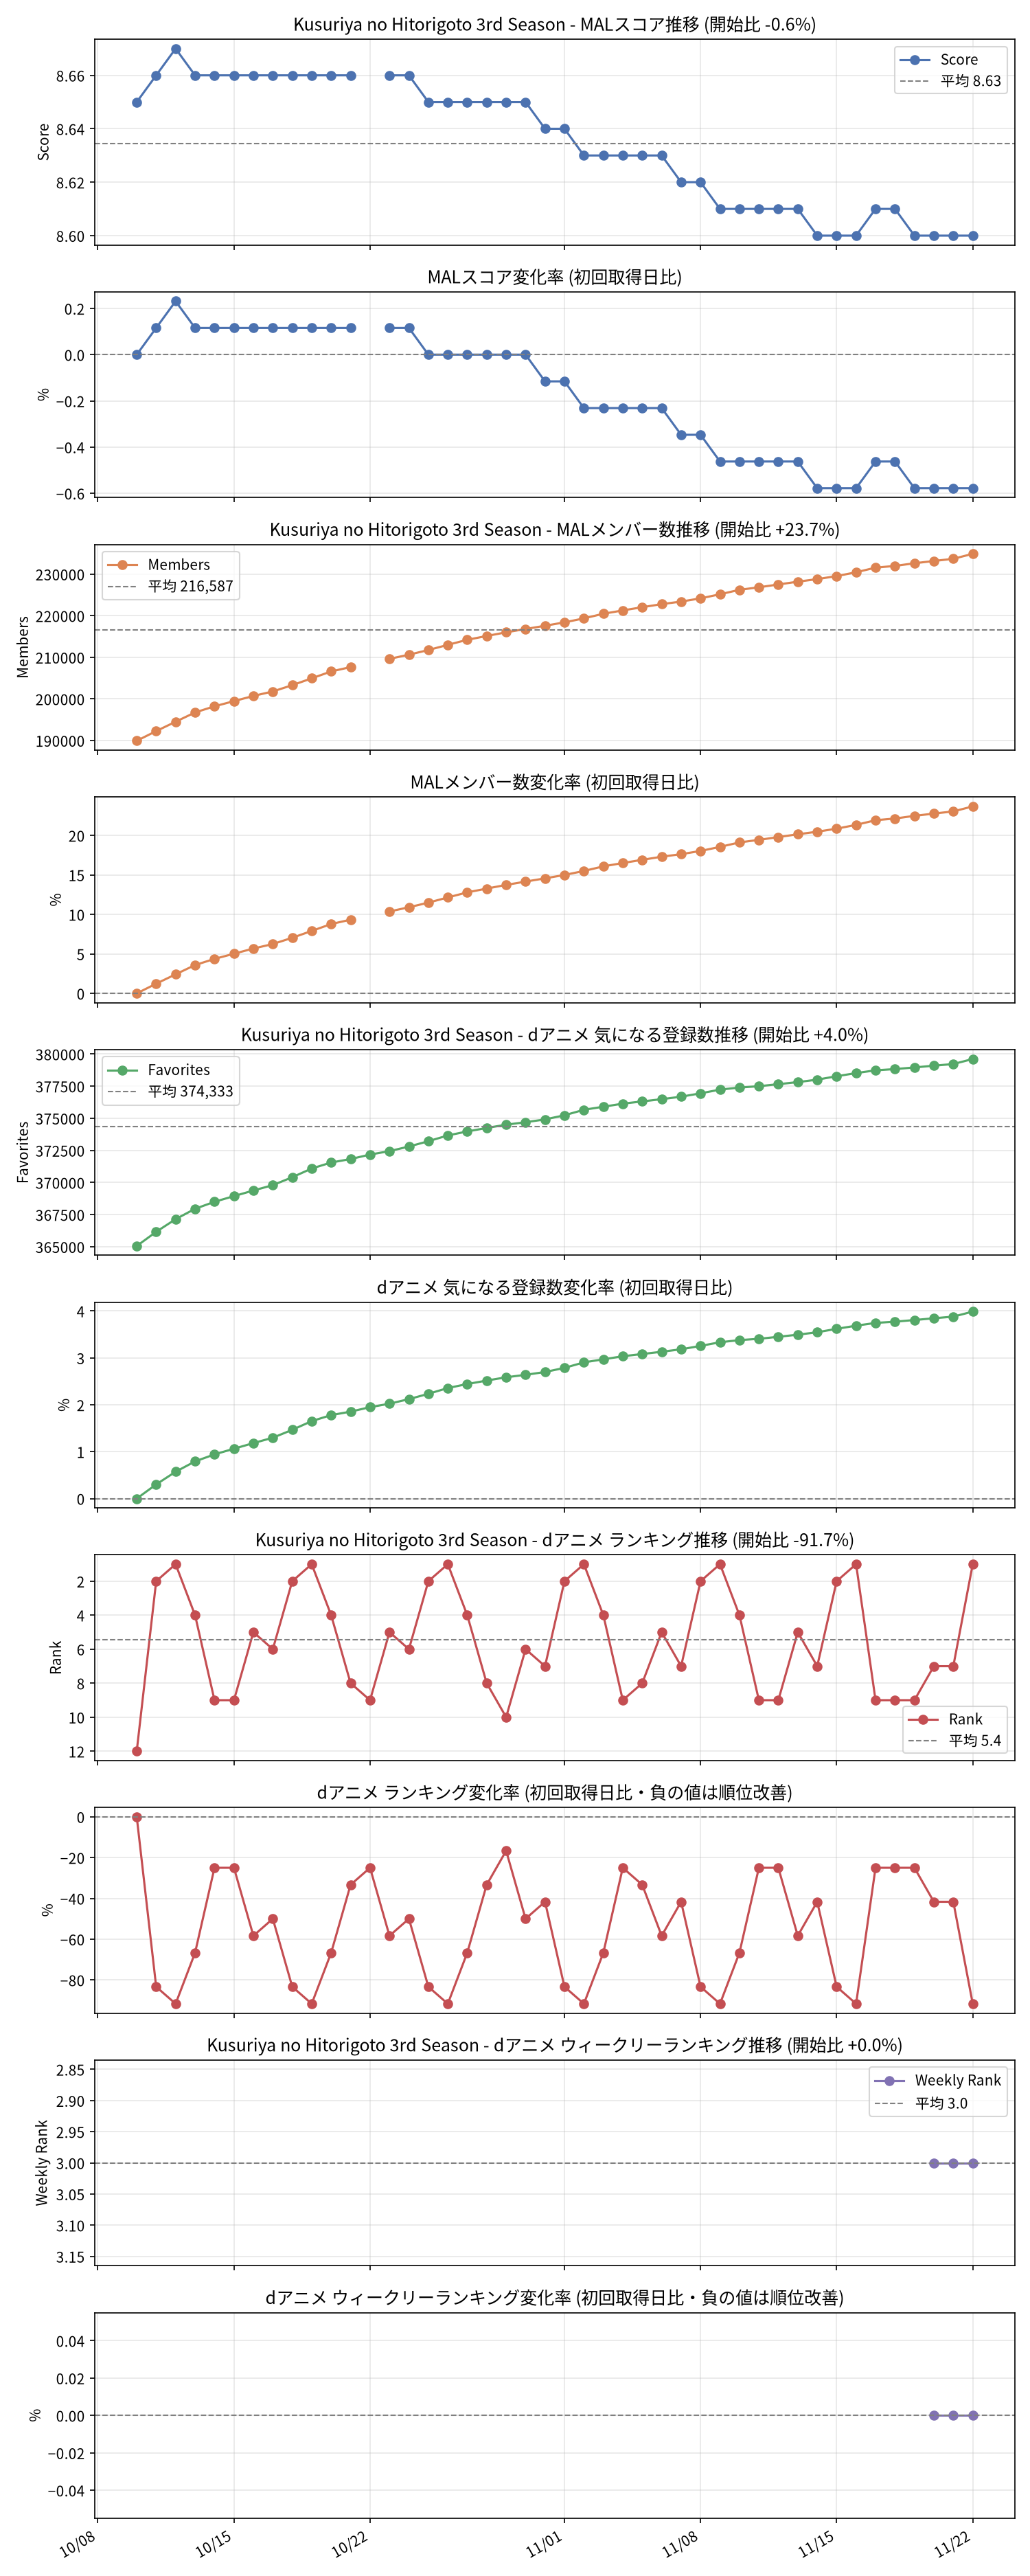 Kusuriya no Hitorigoto 3rd Season - MALスコア推移 (開始比 -0.6%)
Score
平均 8.63
8.66
8.64
8.62
8.60
Score
MALスコア変化率 (初回取得日比)
0.2
0.0
−0.2
−0.4
−0.6
%
Kusuriya no Hitorigoto 3rd Season - MALメンバー数推移 (開始比 +23.7%)
Members
平均 216,587
230000
220000
210000
200000
190000
Members
MALメンバー数変化率 (初回取得日比)
20
15
10
5
0
%
Kusuriya no Hitorigoto 3rd Season - dアニメ 気になる登録数推移 (開始比 +4.0%)
Favorites
平均 374,333
380000
377500
375000
372500
370000
367500
365000
Favorites
dアニメ 気になる登録数変化率 (初回取得日比)
4
3
2
1
0
%
Kusuriya no Hitorigoto 3rd Season - dアニメ ランキング推移 (開始比 -91.7%)
2
4
6
8
10
12
Rank
Rank
平均 5.4
dアニメ ランキング変化率 (初回取得日比・負の値は順位改善)
0
−20
−40
−60
−80
%
Kusuriya no Hitorigoto 3rd Season - dアニメ ウィークリーランキング推移 (開始比 +0.0%)
Weekly Rank
平均 3.0
2.85
2.90
2.95
3.00
3.05
3.10
3.15
Weekly Rank
dアニメ ウィークリーランキング変化率 (初回取得日比・負の値は順位改善)
0.04
0.02
0.00
−0.02
−0.04
%
10/08
10/15
10/22
11/01
11/08
11/15
11/22